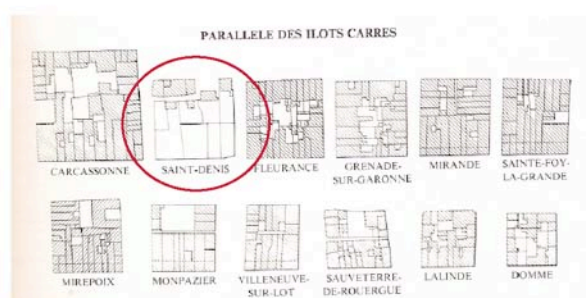 PARALLELE DES ILOTS CARRES
CARCASSONNE
SAINT-DENIS
FLEURANCE
GRENADE-
SUR-GARONNE
MIRANDE
SAINTE-FOY-
LA-GRANDE
MIREPOIX
MONPAZIER
VILLENEUVE-
SUR-LOT
SAUVETERRE-
DE-ROUERGUE
LALINDE
DOMME